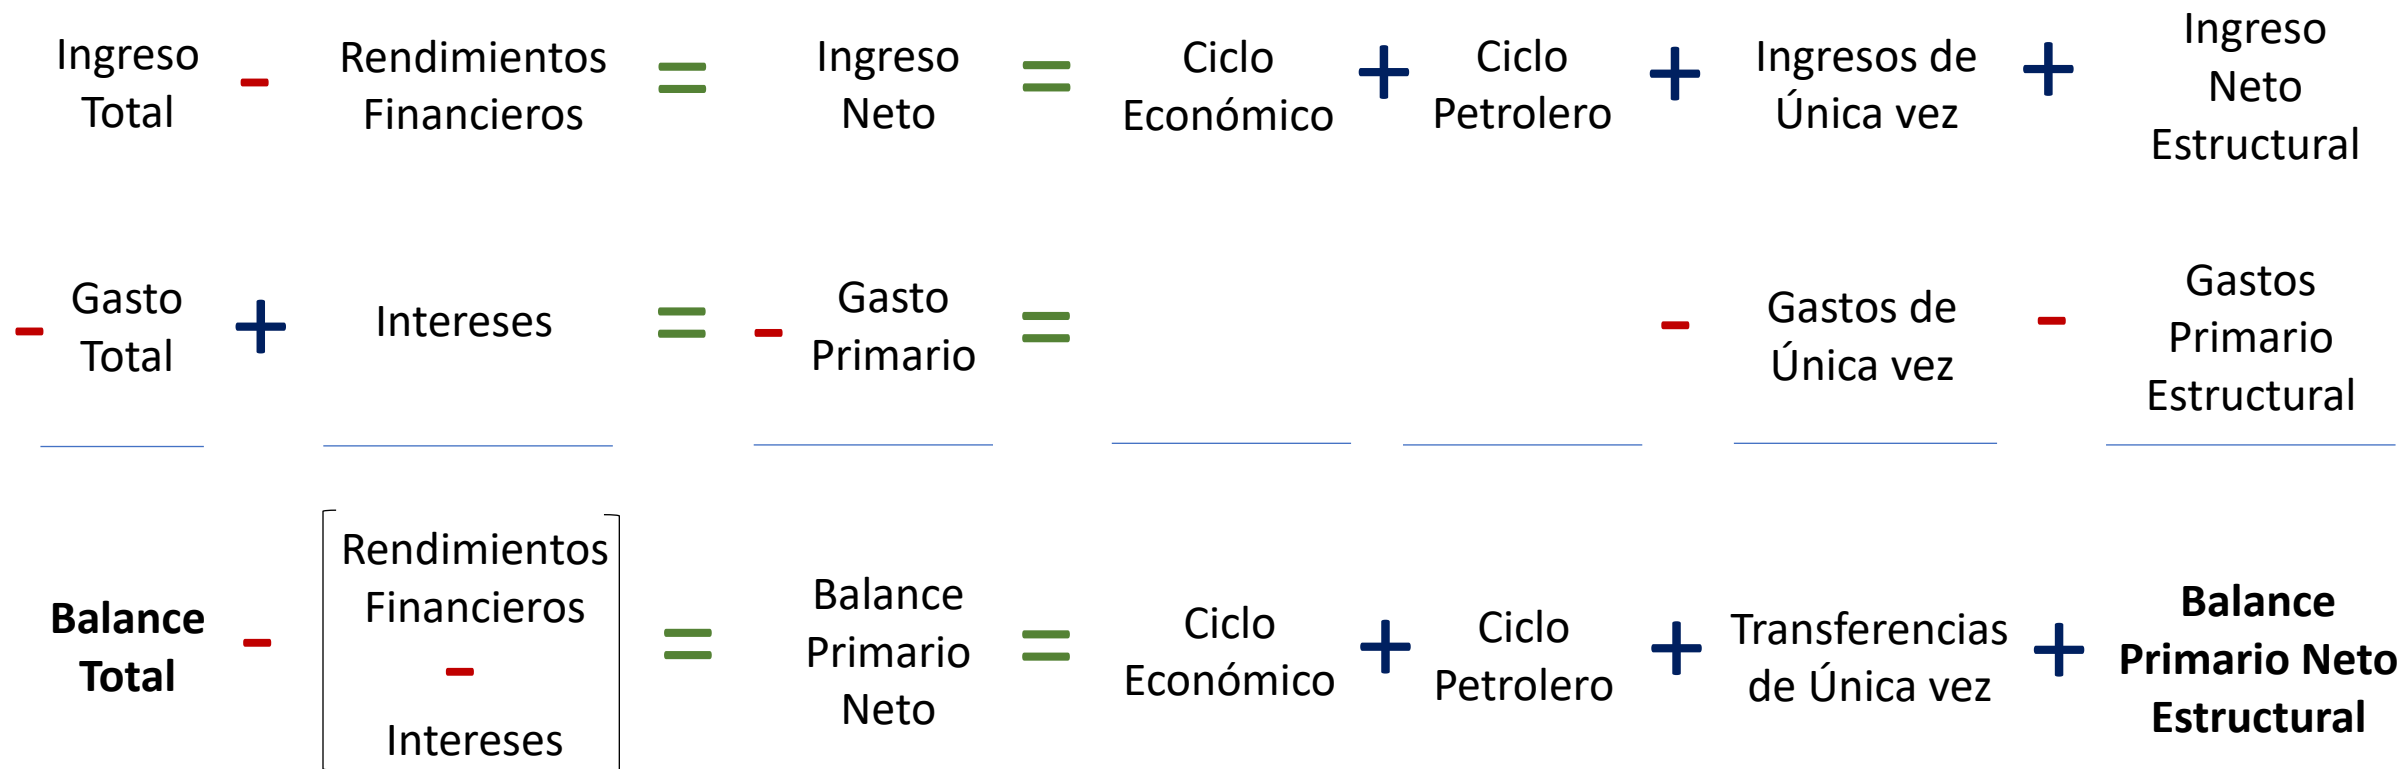 Ingreso
Total
-
Rendimientos
Financieros
=
Ingreso
Neto
=
Ciclo
Económico
+
Ciclo
Petrolero
+
Ingresos de
Única vez
+
Ingreso
Neto
Estructural
-
Gasto
Total
+
Intereses
=
-
Gasto
Primario
=
-
Gastos de
Única vez
-
Gastos
Primario
Estructural
Balance
Total
-
Rendimientos
Financieros
-
Intereses
=
Balance
Primario
Neto
=
Ciclo
Económico
+
Ciclo
Petrolero
+
Transferencias
de Única vez
+
Balance
Primario Neto
Estructural